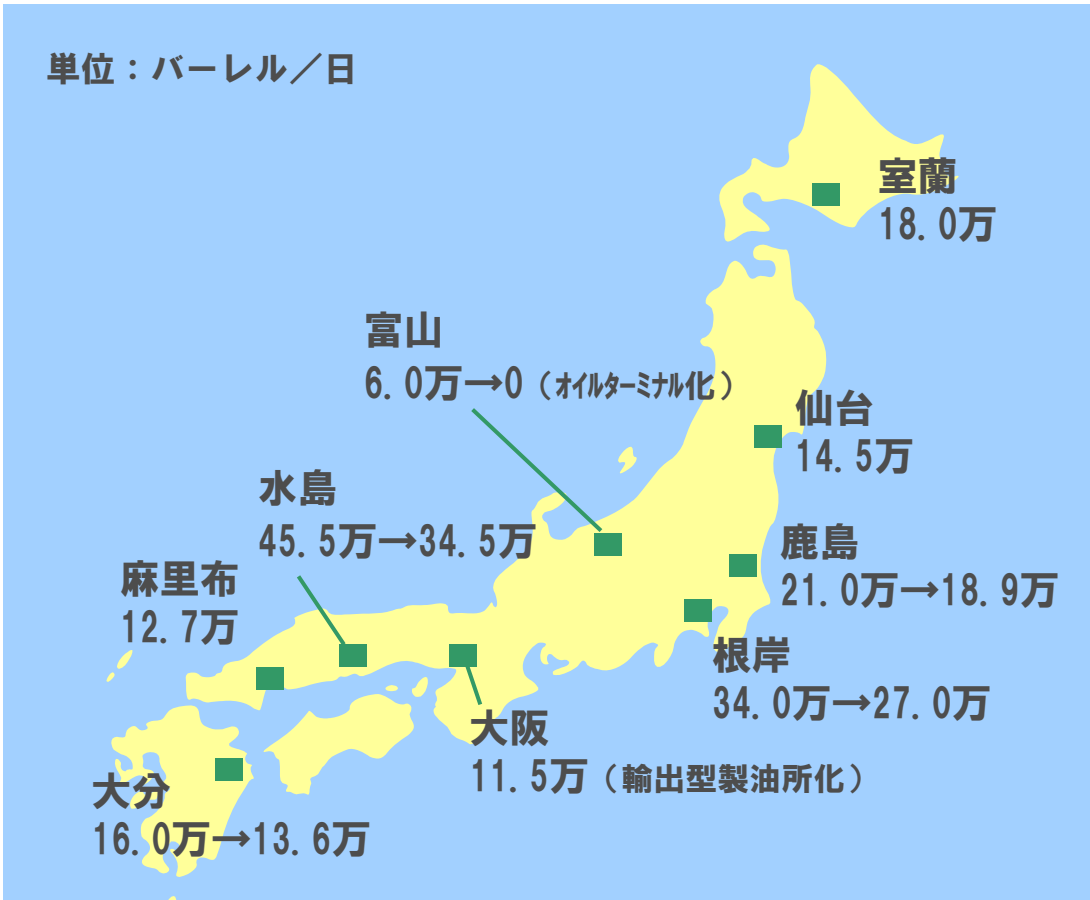 単位：バーレル／日
室蘭
18.0万
富山
6.0万→0（ｵｲﾙﾀｰﾐﾅﾙ化）
仙台
14.5万
水島
45.5万→34.5万
鹿島
21.0万→18.9万
麻里布
12.7万
根岸
34.0万→27.0万
大阪
11.5万（輸出型製油所化）
大分
16.0万→13.6万